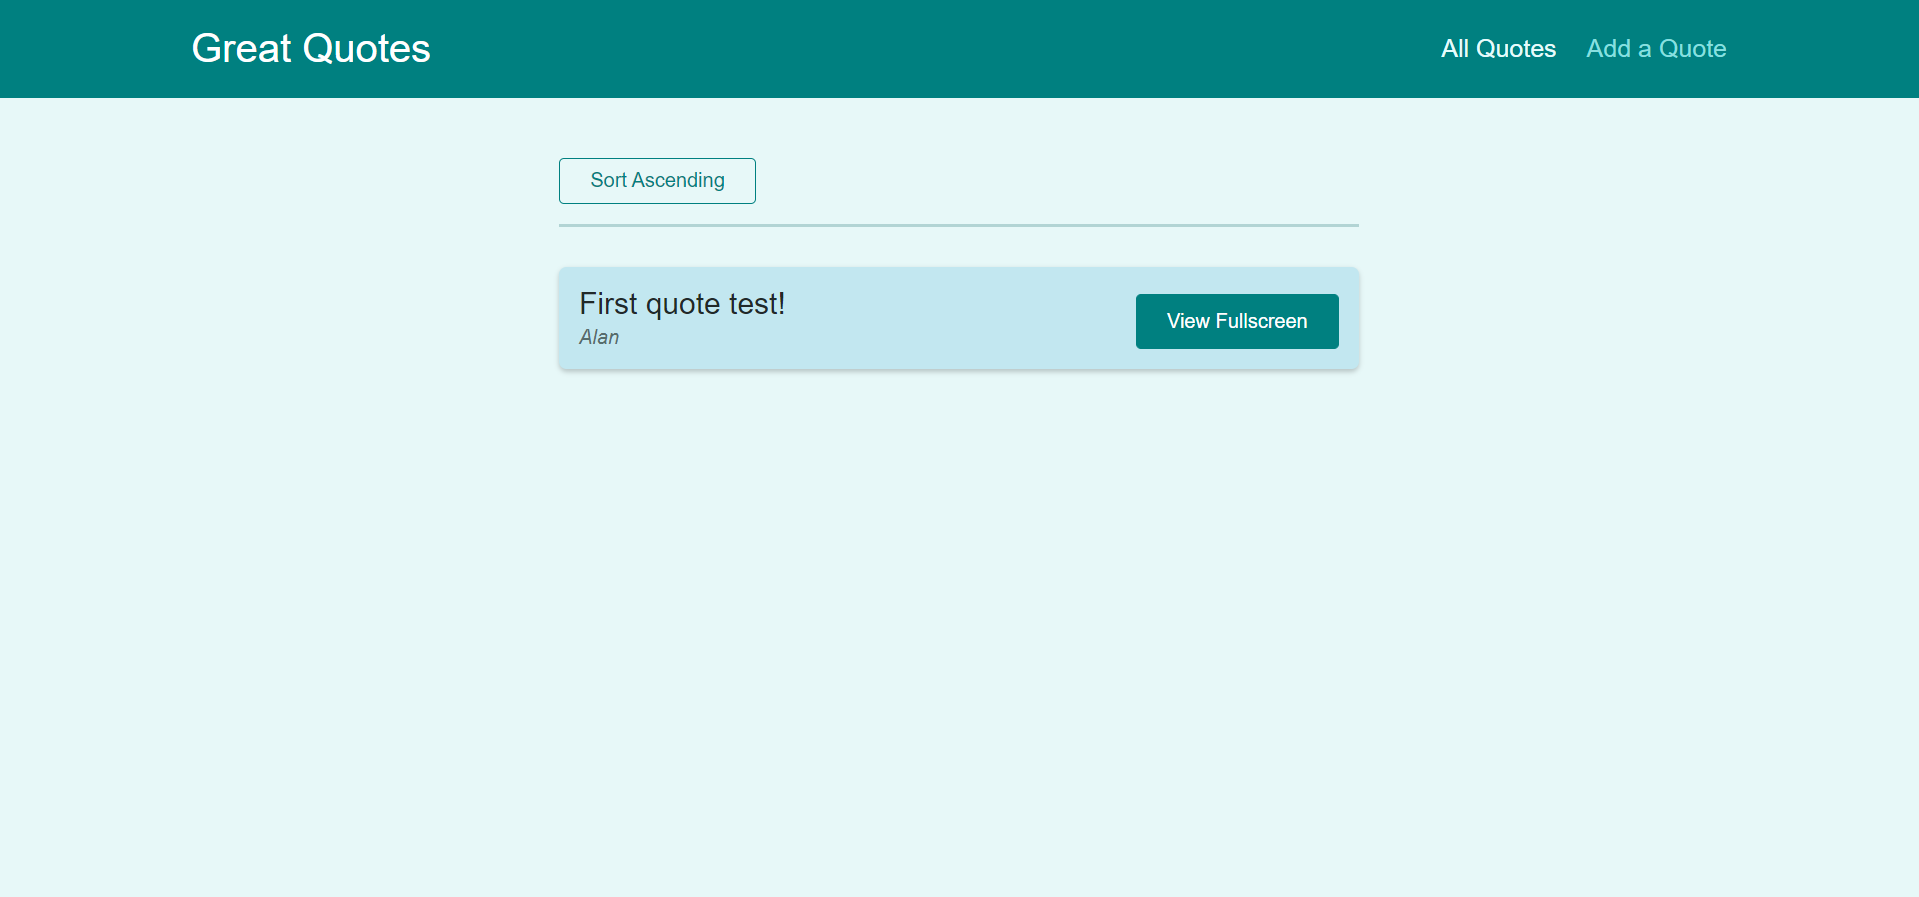 Great Quotes
All Quotes
Add a Quote
Sort Ascending
First quote test!
Alan
View Fullscreen